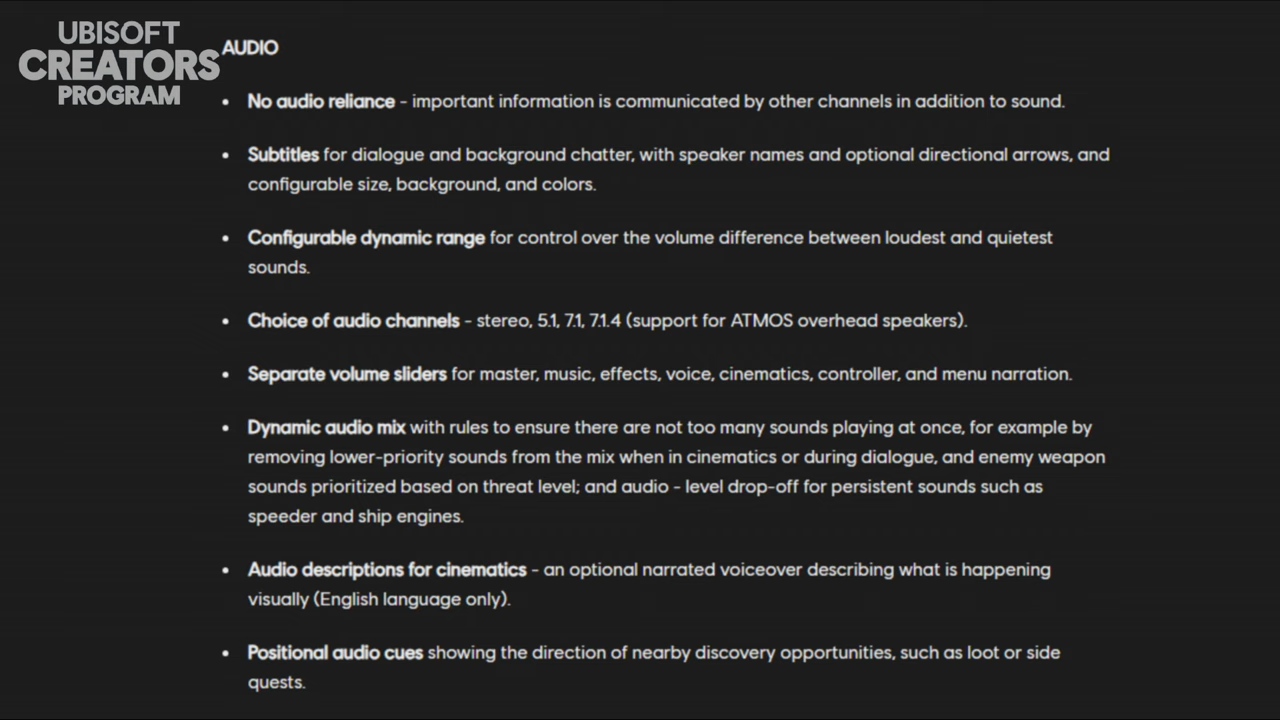 UBISOFT
CREATORS
PROGRAM
AUDIO
• No audio reliance - important information is communicated by other channels in addition to sound.
• Subtitles for dialogue and background chatter, with speaker names and optional directional arrows, and
configurable size, background, and colors.
• Configurable dynamic range for control over the volume difference between loudest and quietest
sounds.
• Choice of audio channels - stereo, 5.1, 7.1, 7.1.4 (support for ATMOS overhead speakers).
• Separate volume sliders for master, music, effects, voice, cinematics, controller, and menu narration.
• Dynamic audio mix with rules to ensure there are not too many sounds playing at once, for example by
removing lower-priority sounds from the mix when in cinematics or during dialogue, and enemy weapon
sounds prioritized based on threat level; and audio - level drop-off for persistent sounds such as
speeder and ship engines.
• Audio descriptions for cinematics - an optional narrated voiceover describing what is happening
visually (English language only).
• Positional audio cues showing the direction of nearby discovery opportunities, such as loot or side
quests.